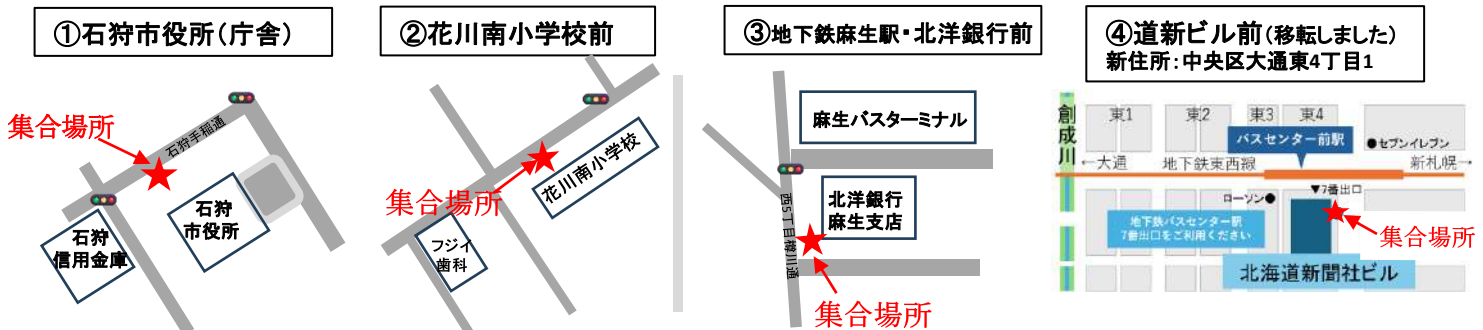 ①石狩市役所(庁舎)
集合場所
石狩手稲通
石狩
市役所
石狩
信用金庫
②花川南小学校前
花川南小学校
集合場所
フジイ
歯科
③地下鉄麻生駅・北洋銀行前
麻生バスターミナル
北洋銀行
麻生支店
西5丁目樽川通
集合場所
④道新ビル前(移転しました)
新住所:中央区大通東4丁目1
創成川
東1
東2
東3
東4
バスセンター前駅
●セブンイレブン
←大通
地下鉄東西線
新札幌→
ローソン●
▼7番出口
地下鉄バスセンター駅
7番出口をご利用ください
集合場所
北海道新聞社ビル